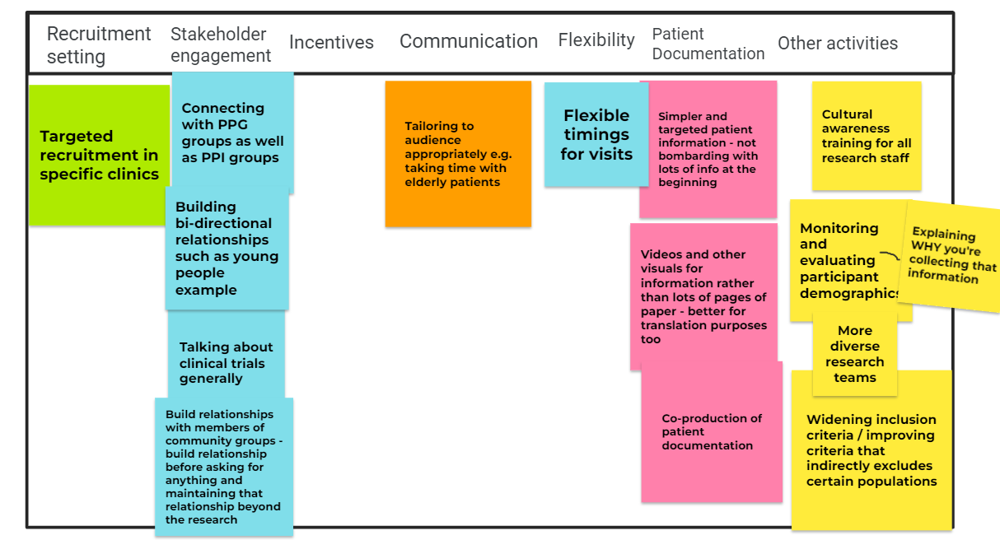 Recruitment
setting
Stakeholder
engagement
Incentives
Communication
Flexibility
Patient
Documentation
Other activities
Targeted
recruitment in
specific clinics
Connecting
with PPG
groups as well
as PPI groups
Building
bi-directional
relationships
such as young
people
example
Talking about
clinical trials
generally
Build relationships
with members of
community groups -
build relationship
before asking for
anything and
maintaining that
relationship beyond
the research
Tailoring to
audience
appropriately e.g.
taking time with
elderly patients
Flexible
timings
for visits
Simpler and
targeted patient
information - not
bombarding with
lots of info at the
beginning
Videos and other
visuals for
information rather
than lots of pages of
paper - better for
translation purposes
too
Co-production of
patient
documentation
Cultural
awareness
training for all
research staff
Monitoring
and
evaluating
participant
demographics
Explaining
WHY you're
collecting that
information
More
diverse
research
teams
Widening inclusion
criteria / improving
criteria that
indirectly excludes
certain populations